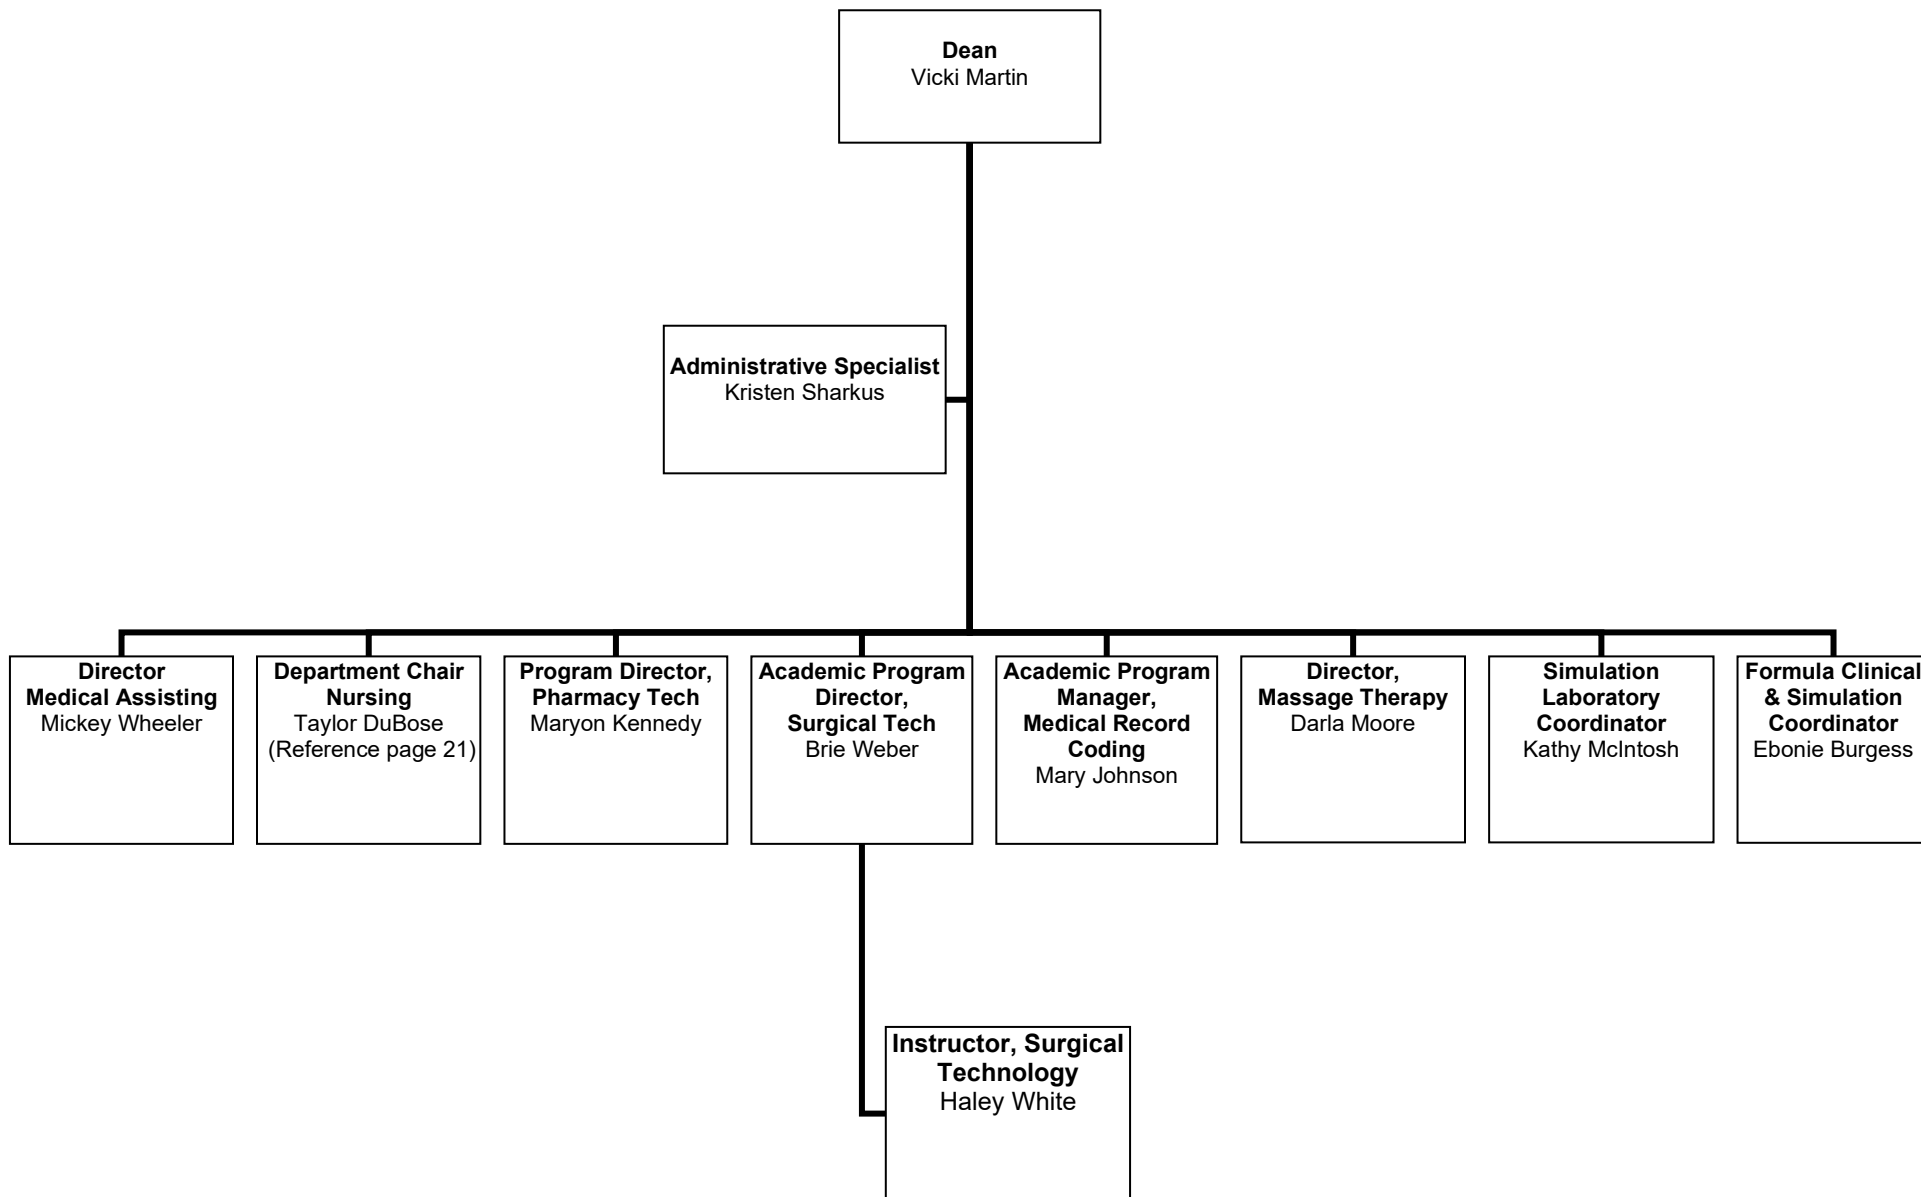 Dean
Vicki Martin
Administrative Specialist
Kristen Sharkus
Director
Medical Assisting
Mickey Wheeler
Department Chair
Nursing
Taylor DuBose
(Reference page 21)
Program Director,
Pharmacy Tech
Maryon Kennedy
Academic Program
Director,
Surgical Tech
Brie Weber
Academic Program
Manager,
Medical Record
Coding
Mary Johnson
Director,
Massage Therapy
Darla Moore
Simulation
Laboratory
Coordinator
Kathy McIntosh
Formula Clinical
& Simulation
Coordinator
Ebonie Burgess
Instructor, Surgical
Technology
Haley White